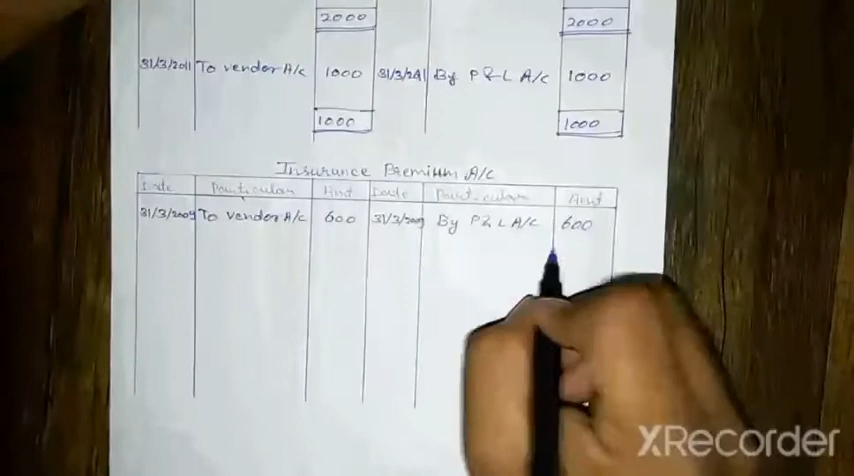 2000 2000
31/3/2011 To vendor A/c 1000 31/3/2011 By P & L A/c 1000
1000 1000
Insurance Premium A/c
Date Particulars Amt Date Particulars Amt
31/3/2009 To vendor A/c 600 31/3/2009 By P & L A/c 600
XRecorder